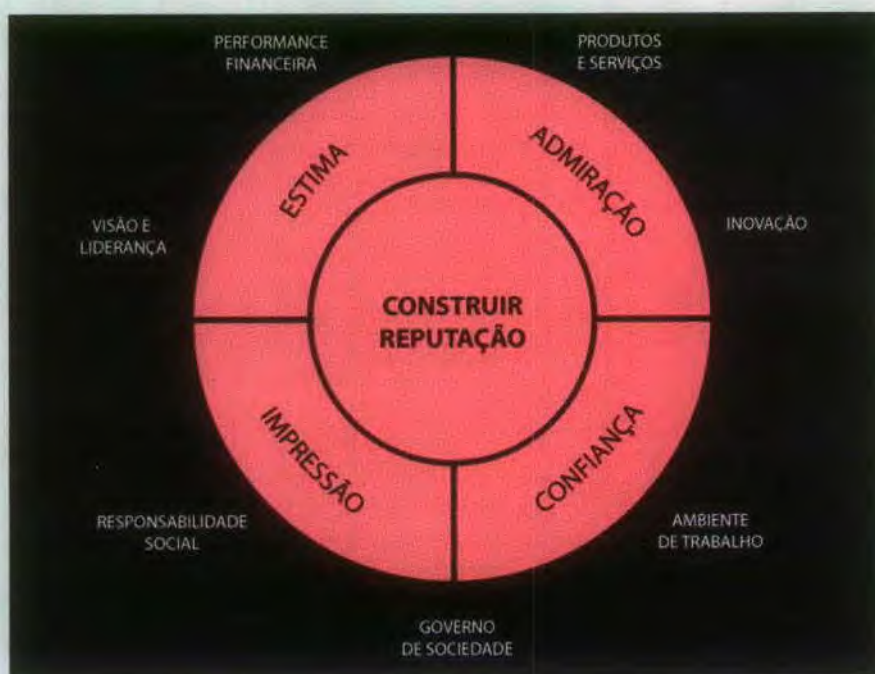 PERFORMANCE
FINANCEIRA
PRODUTOS
E SERVIÇOS
ESTIMA
ADMIRAÇÃO
VISÃO E
LIDERANÇA
INOVAÇÃO
CONSTRUIR
REPUTAÇÃO
IMPRESSÃO
CONFIANÇA
RESPONSABILIDADE
SOCIAL
AMBIENTE
DE TRABALHO
GOVERNO
DE SOCIEDADE